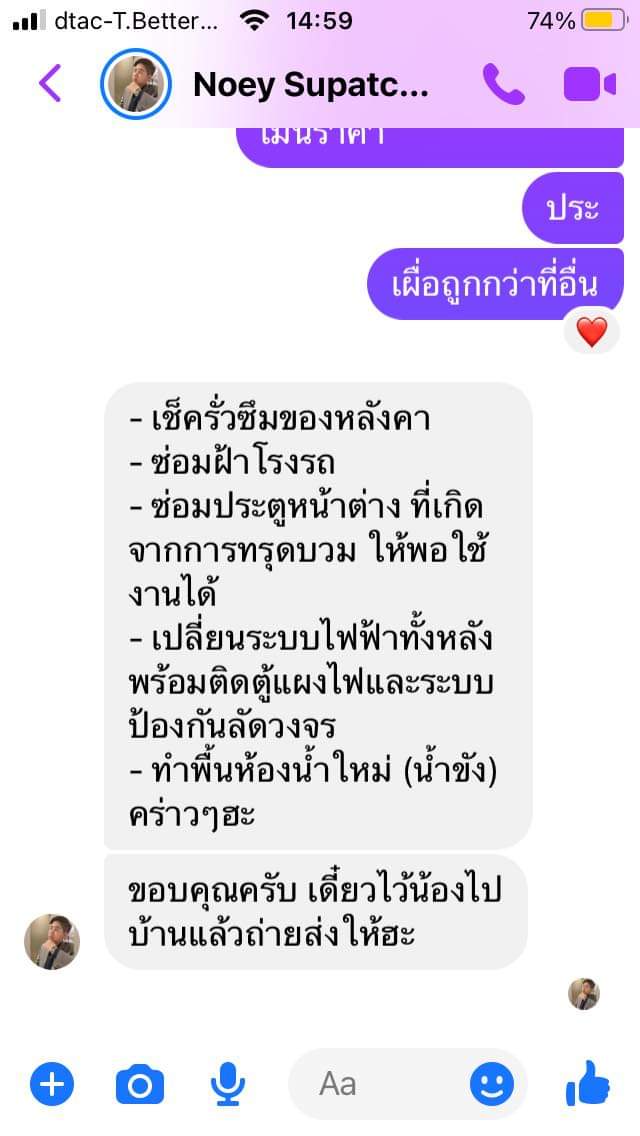 dtac-T.Better... 14:59 74%
Noey Supatc...
เมนราคา
ประ
เผื่อถูกกว่าที่อื่น
- เช็ครั่วซึมของหลังคา
- ซ่อมฝ้าโรงรถ
- ซ่อมประตูหน้าต่าง ที่เกิด
จากการทรุดบวม ให้พอใช้
งานได้
- เปลี่ยนระบบไฟฟ้าทั้งหลัง
พร้อมติดตู้แผงไฟและระบบ
ป้องกันลัดวงจร
- ทำพื้นห้องน้ำใหม่ (น้ำขัง)
คร่าวๆฮะ
ขอบคุณครับ เดี๋ยวไว้น้องไป
บ้านแล้วถ่ายส่งให้ฮะ
Aa